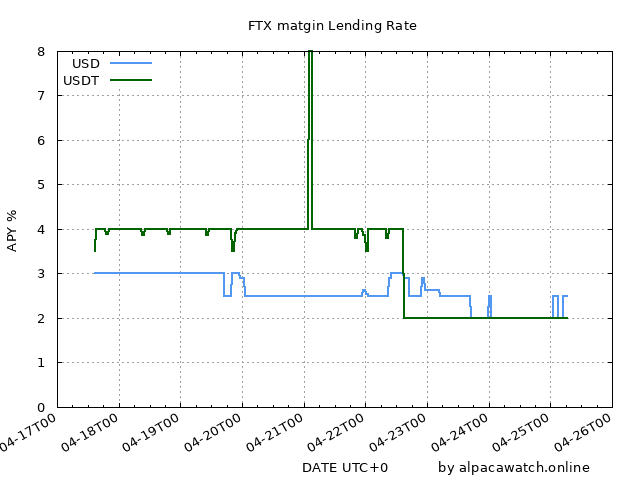 FTX matgin Lending Rate
USD
USDT
8
7
6
5
4
3
2
1
0
APY %
04-17T00
04-18T00
04-19T00
04-20T00
04-21T00
04-22T00
04-23T00
04-24T00
04-25T00
04-26T00
DATE UTC+0
by alpacawatch.online